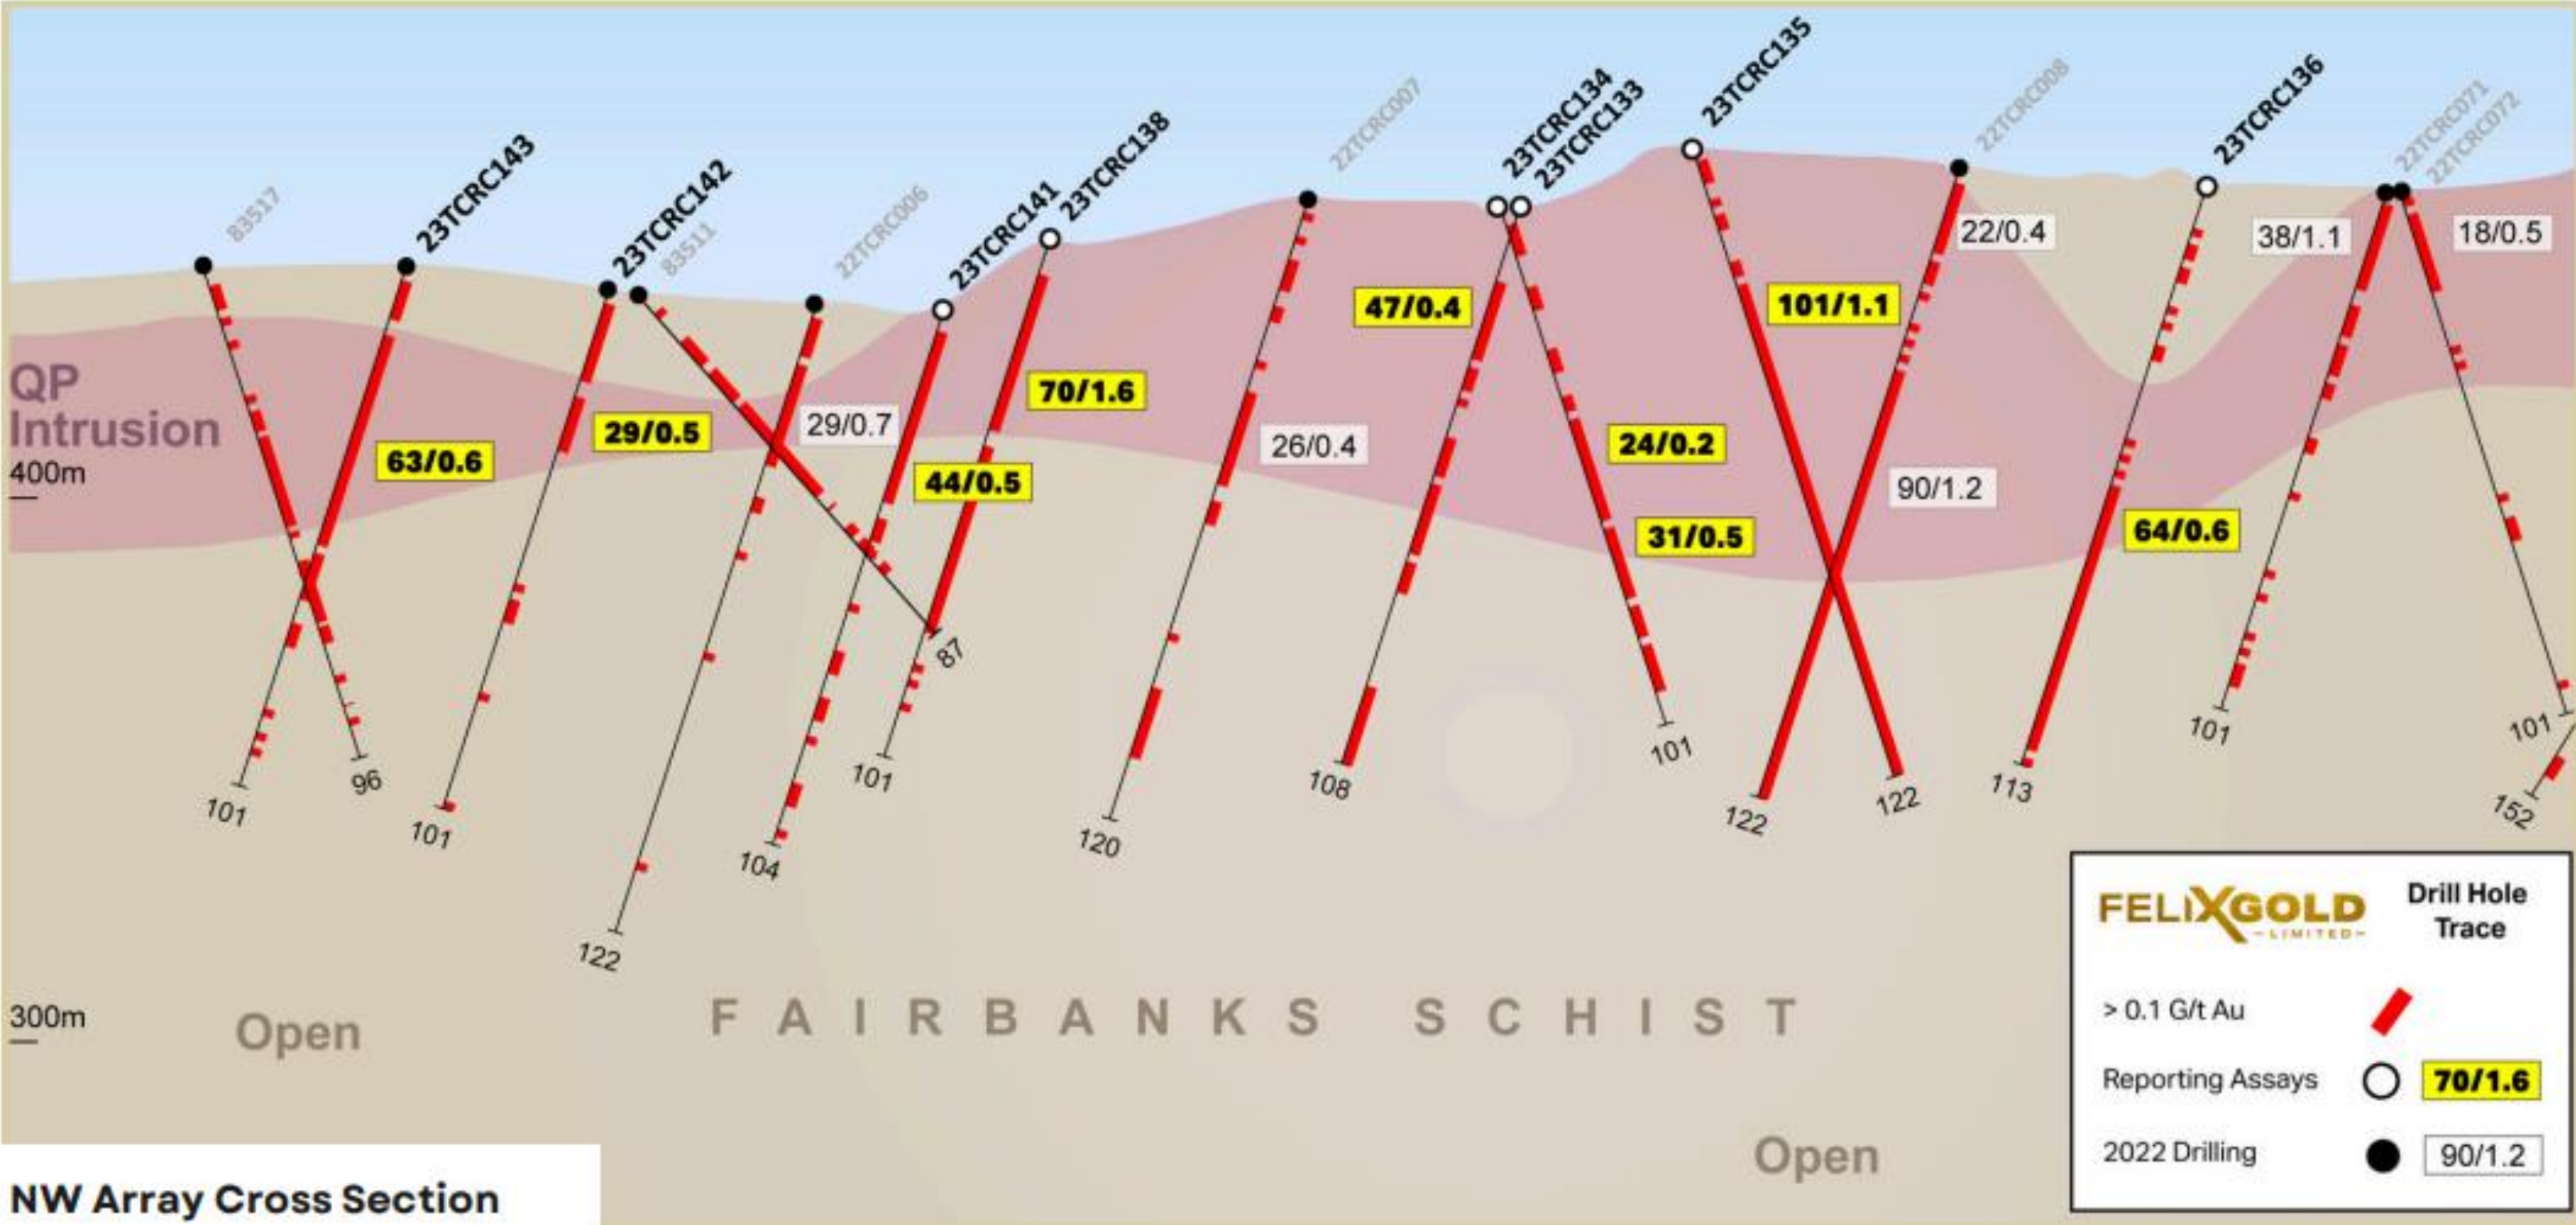 83517
23TCRC143
23TCRC142
83511
22TCRC006
23TCRC141
23TCRC138
22TCRC007
23TCRC134
23TCRC133
23TCRC135
22TCRC008
23TCRC136
22TCRC071
22TCRC072
22/0.4
38/1.1
18/0.5
47/0.4
101/1.1
QP
Intrusion
400m
63/0.6
29/0.5
29/0.7
70/1.6
44/0.5
26/0.4
24/0.2
31/0.5
90/1.2
64/0.6
101
96
101
122
104
101
87
120
108
101
122
122
113
101
101
152
300m
Open
FAIRBANKS SCHIST
Open
FELIXGOLD
LIMITED
Drill Hole
Trace
> 0.1 G/t Au
Reporting Assays
70/1.6
2022 Drilling
90/1.2
NW Array Cross Section